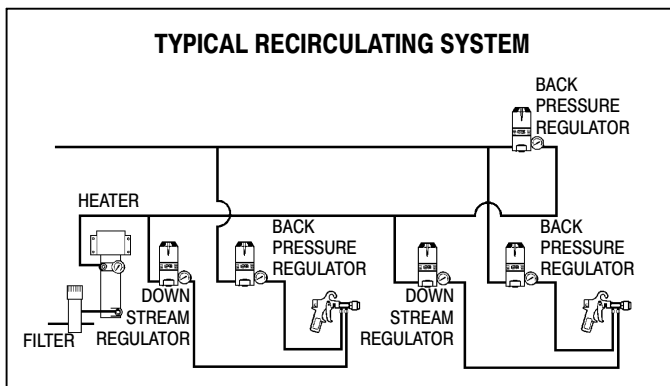 TYPICAL RECIRCULATING SYSTEM
BACK
PRESSURE
REGULATOR
HEATER
BACK
PRESSURE
REGULATOR
BACK
PRESSURE
REGULATOR
DOWN
STREAM
REGULATOR
DOWN
STREAM
REGULATOR
FILTER